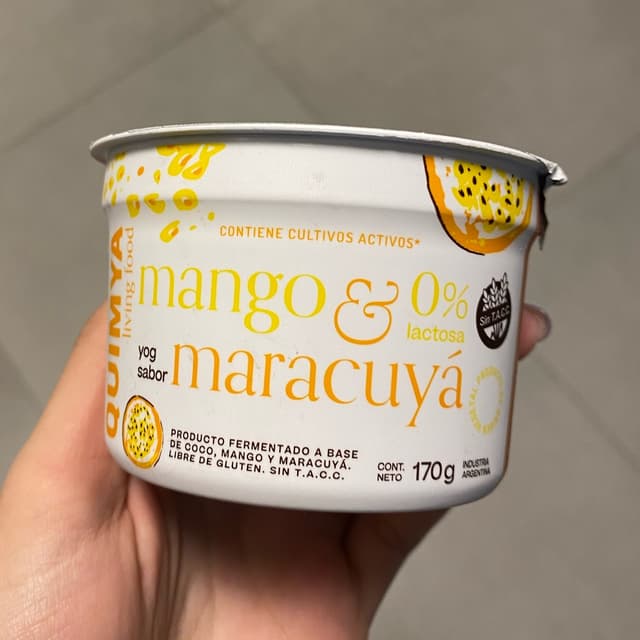 QUIMYA
living food
CONTIENE CULTIVOS ACTIVOS*
mango &
0%
lactosa
Sin T.A.C.C.
yog
sabor
maracuyá
PRODUCTO FERMENTADO A BASE
DE COCO, MANGO Y MARACUYÁ.
LIBRE DE GLUTEN. SIN T.A.C.C.
CONT.
NETO
170g
INDUSTRIA
ARGENTINA